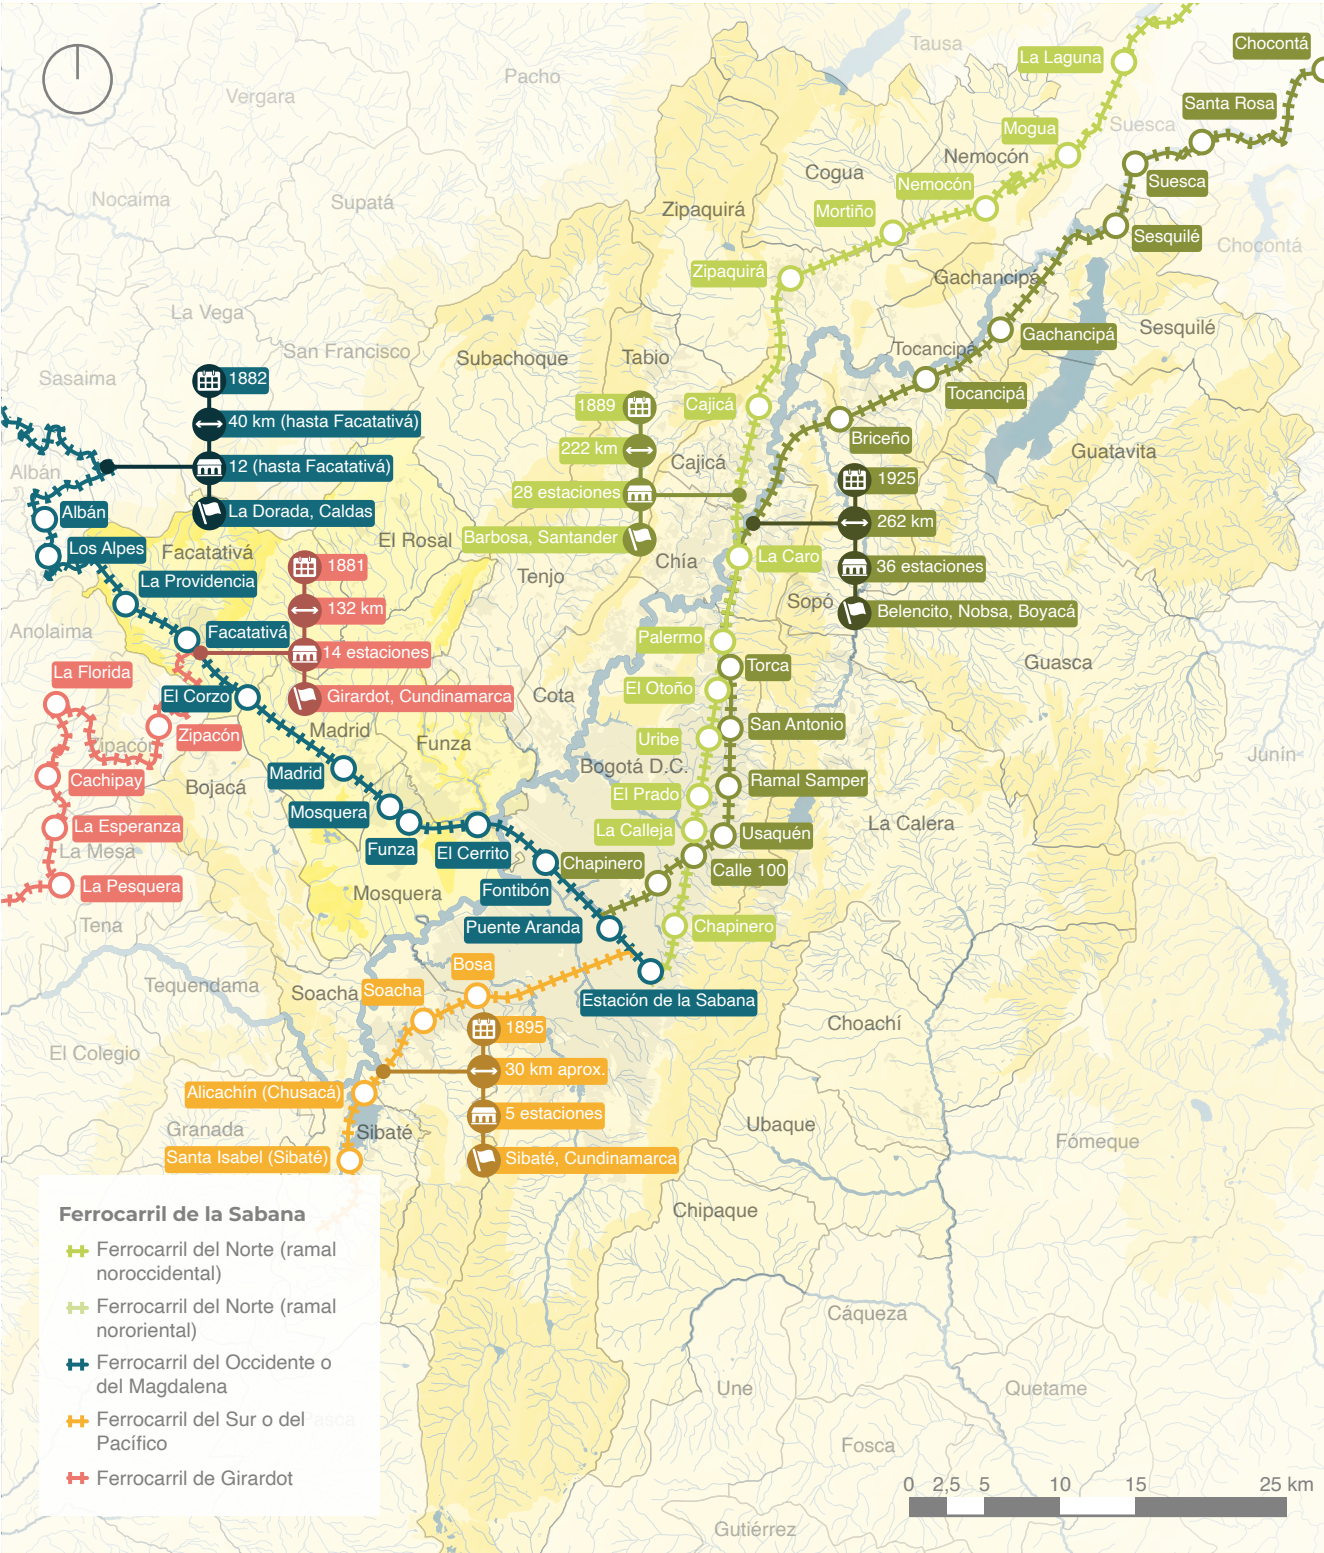 Tausa
Chocontá
La Laguna
Pacho
Vergara
Santa Rosa
Suesca
Mogua
Nemocón
Cogua
Nemocón
Suesca
Nocaima
Supatá
Zipaquirá
Mortiño
Sesquilé
Chocontá
Zipaquirá
Gachancipá
La Vega
Sesquilé
Gachancipá
San Francisco
Subachoque
Tabio
Tocancipá
Sasaima
1882
Tocancipá
1889
Cajicá
40 km (hasta Facatativá)
Briceño
222 km
Guatavita
Albán
12 (hasta Facatativá)
Cajicá
1925
28 estaciones
Albán
La Dorada, Caldas
262 km
Barbosa, Santander
El Rosal
Los Alpes
Facatativá
Chía
La Caro
1881
36 estaciones
Tenjo
La Providencia
Sopó
132 km
Belencito, Nobsa, Boyacá
Anolaima
Facatativá
Palermo
14 estaciones
Guasca
La Florida
Torca
El Corzo
Girardot, Cundinamarca
Cota
El Otoño
Madrid
San Antonio
Zipacón
Zipacón
Funza
Uribe
Junín
Bogotá D.C.
Madrid
Cachipay
Bojacá
Ramal Samper
El Prado
Mosquera
La Esperanza
La Calleja
Usaquén
La Calera
La Mesa
Funza
El Cerrito
Chapinero
Calle 100
La Pesquera
Mosquera
Fontibón
Tena
Puente Aranda
Chapinero
Bosa
Tequendama
Soacha
Soacha
Estación de la Sabana
Choachí
1895
El Colegio
30 km aprox.
Alicachín (Chusacá)
5 estaciones
Granada
Sibaté
Ubaque
Fómeque
Santa Isabel (Sibaté)
Sibaté, Cundinamarca
Chipaque
Ferrocarril de la Sabana
Ferrocarril del Norte (ramal
noroccidental)
Ferrocarril del Norte (ramal
nororiental)
Ferrocarril del Occidente o
del Magdalena
Ferrocarril del Sur o del
Pacífico
Ferrocarril de Girardot
Pasca
Cáqueza
Une
Quetame
Fosca
0 2,5 5 10 15 25 km
Gutiérrez